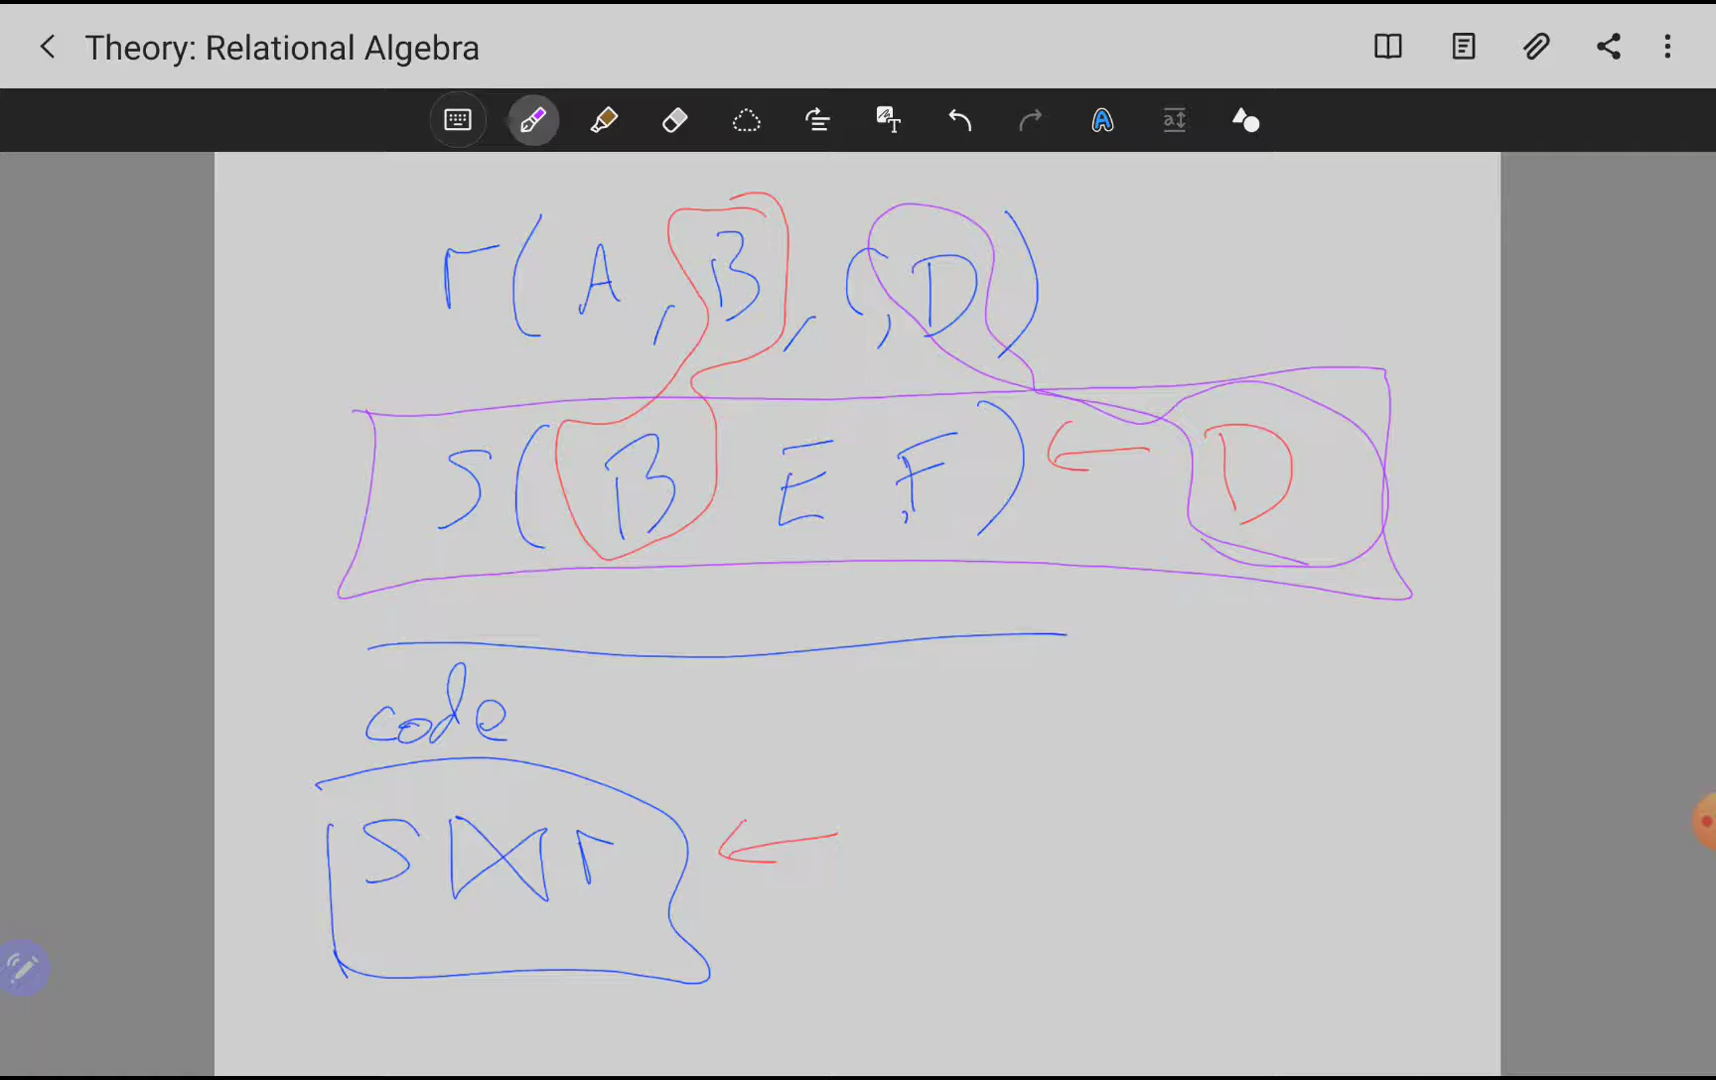 Theory: Relational Algebra
r(A, B, C, D)
S(B E, F) ← D
code
S ⋈ r ←